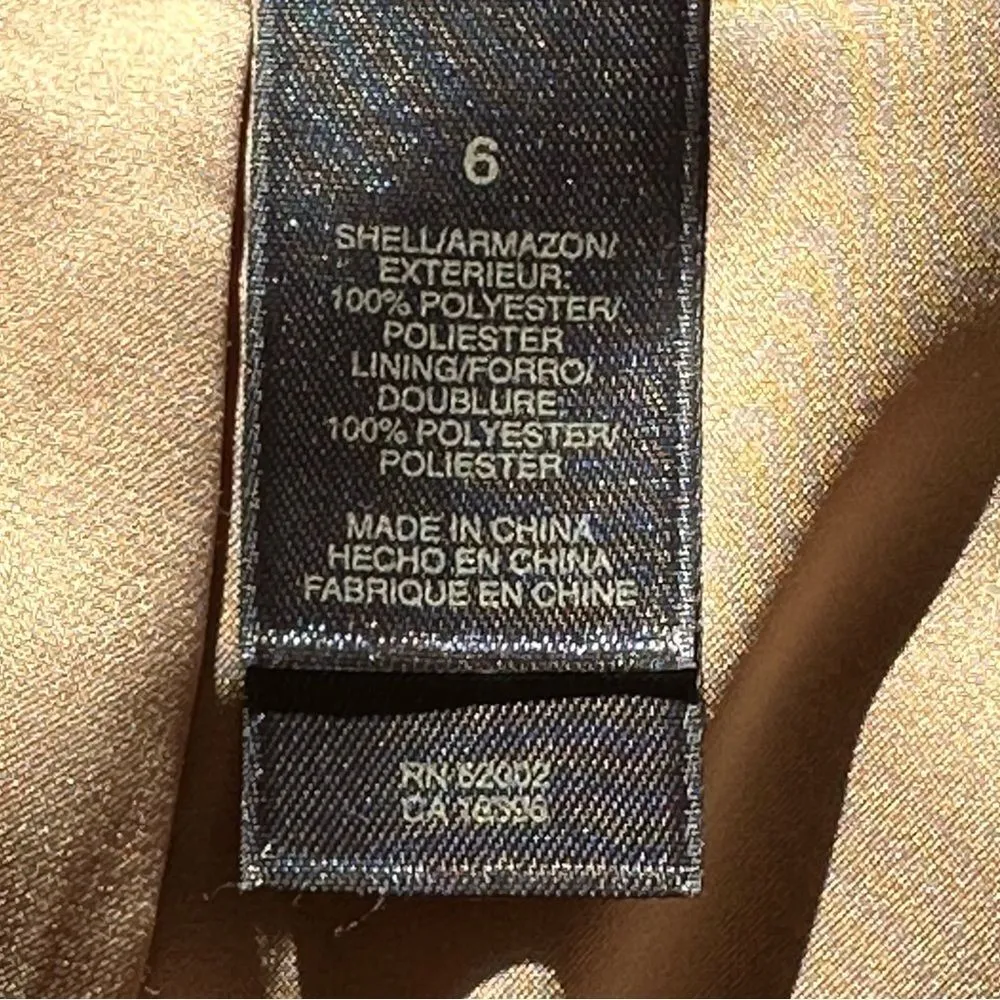 6
SHELL/ARMAZON/
EXTERIEUR:
100% POLYESTER/
POLIESTER
LINING/FORRO/
DOUBLURE:
100% POLYESTER/
POLIESTER
MADE IN CHINA
HECHO EN CHINA
FABRIQUE EN CHINE
RN 52002
CA